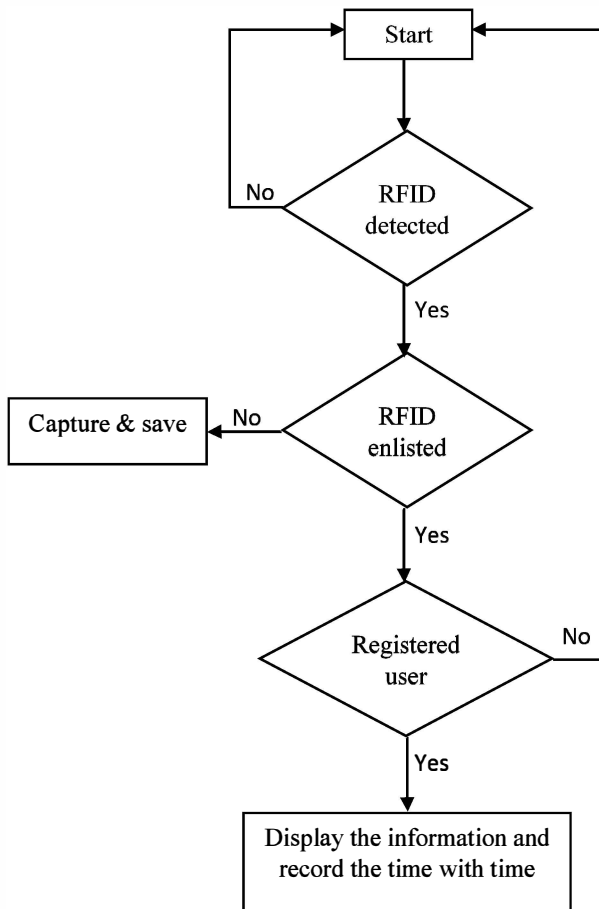 Start
RFID
detected
No
Yes
RFID
enlisted
No
Capture & save
Yes
Registered
user
No
Yes
Display the information and
record the time with time